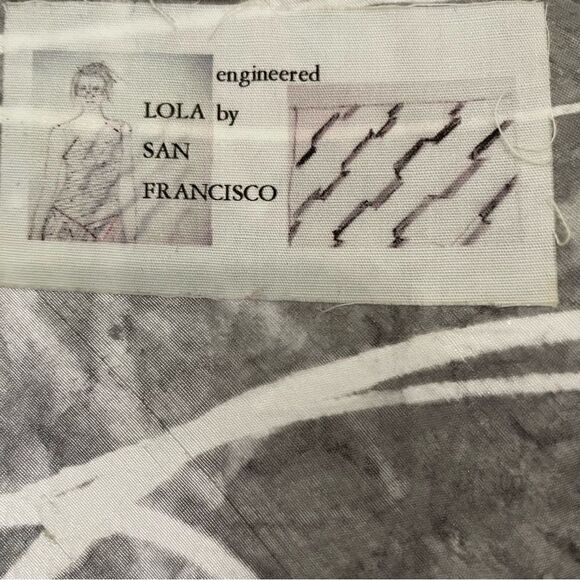 engineered
LOLA by
SAN
FRANCISCO